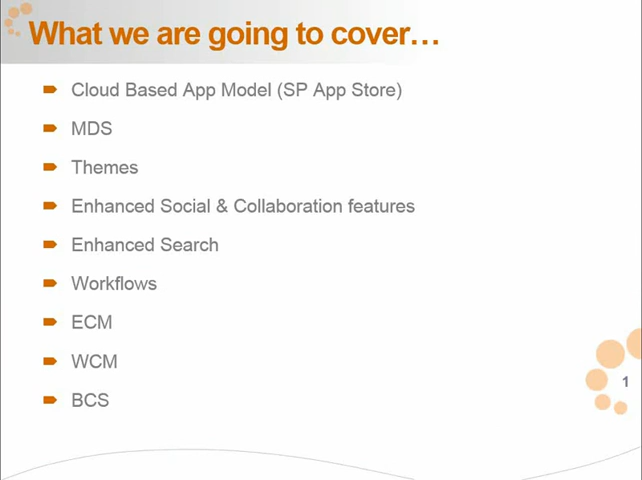 What we are going to cover…
Cloud Based App Model (SP App Store)
MDS
Themes
Enhanced Social & Collaboration features
Enhanced Search
Workflows
ECM
WCM
BCS
1